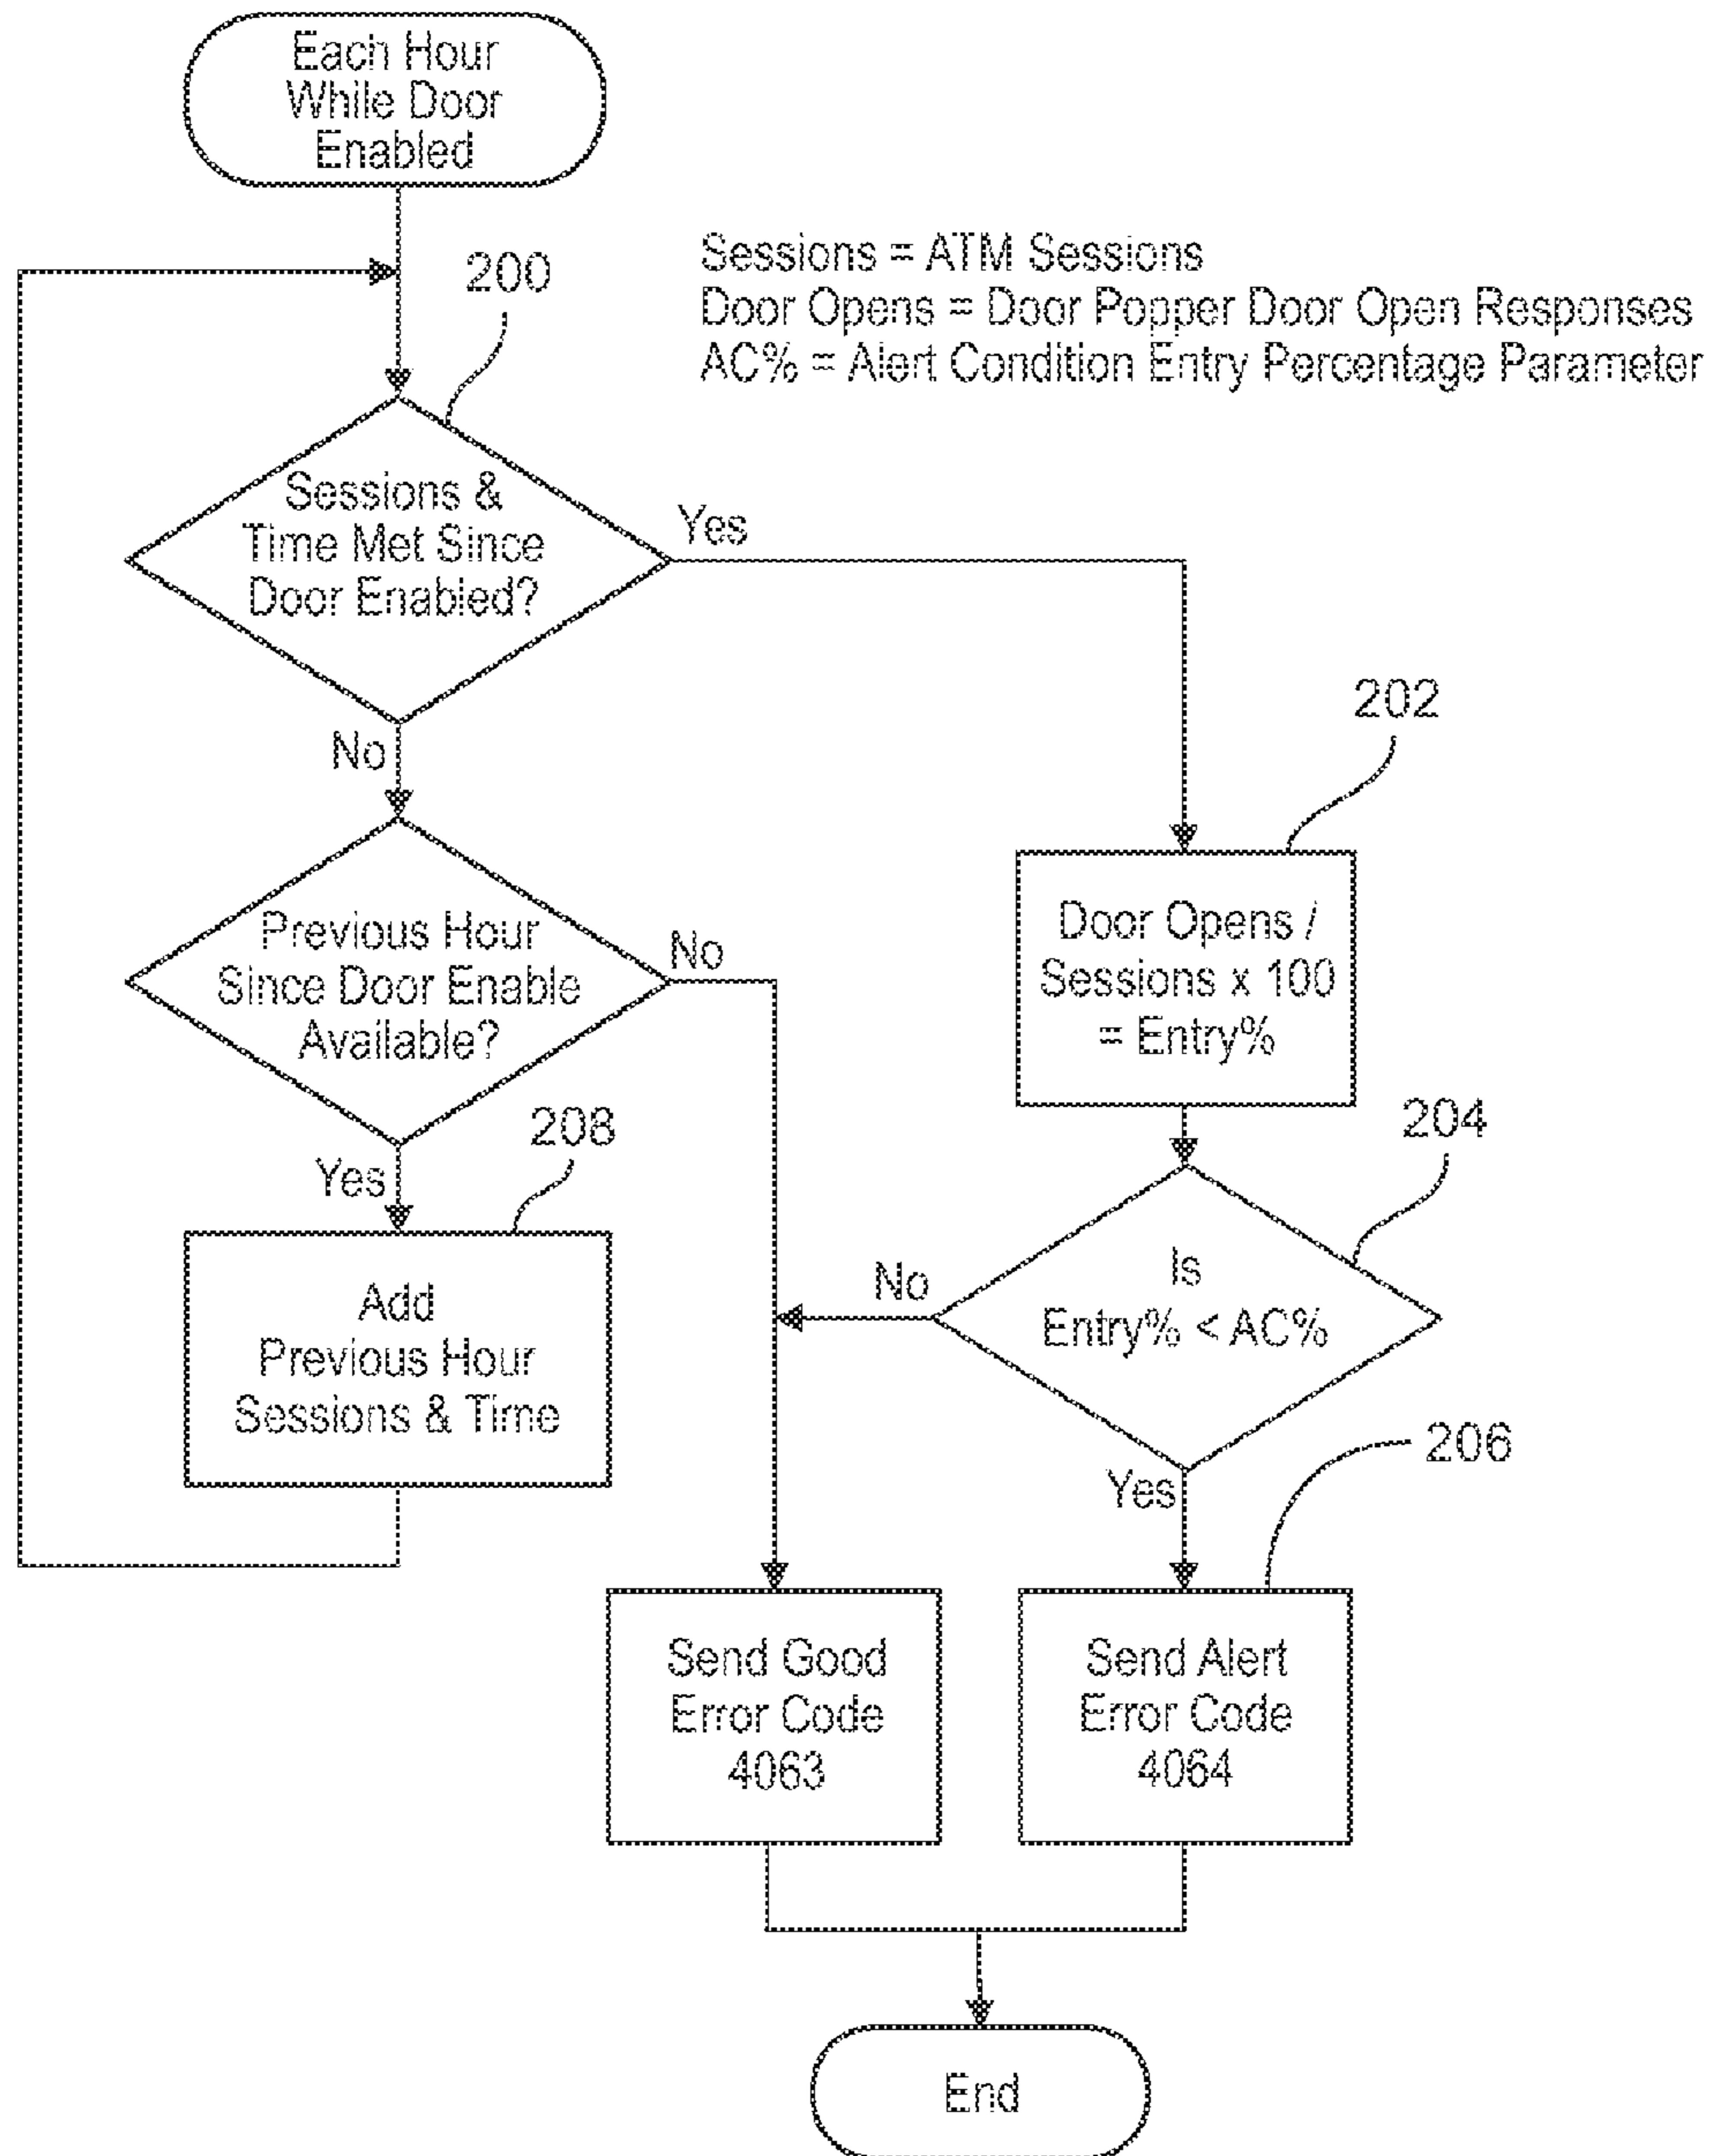 Each Hour
While Door
Enabled
200
Sessions = ATM Sessions
Door Opens = Door Popper Door Open Responses
AC% = Alert Condition Entry Percentage Parameter
Sessions &
Time Met Since
Door Enabled?
Yes
No
202
Previous Hour
Since Door Enable
Available?
No
Door Opens /
Sessions x 100
= Entry%
208
Yes
204
Add
Previous Hour
Sessions & Time
Is
Entry% < AC%
No
Yes
206
Send Good
Error Code
4063
Send Alert
Error Code
4064
End